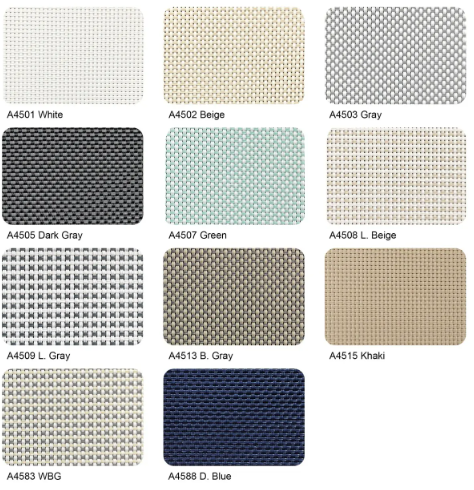 A4501 White
A4502 Beige
A4503 Gray
A4505 Dark Gray
A4507 Green
A4508 L. Beige
A4509 L. Gray
A4513 B. Gray
A4515 Khaki
A4583 WBG
A4588 D. Blue